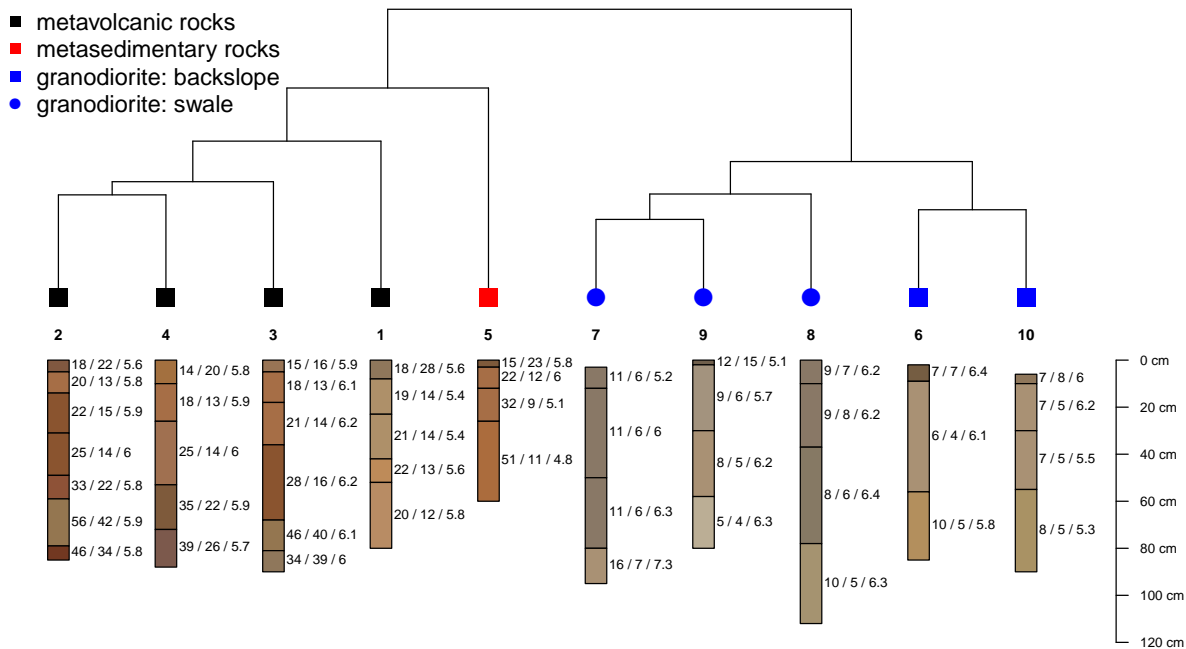 metavolcanic rocks
metasedimentary rocks
granodiorite: backslope
granodiorite: swale
2 4 3 1 5 7 9 8 6 10
18 / 22 / 5.6
20 / 13 / 5.8
22 / 15 / 5.9
25 / 14 / 6
33 / 22 / 5.8
56 / 42 / 5.9
46 / 34 / 5.8
14 / 20 / 5.8
18 / 13 / 5.9
25 / 14 / 6
35 / 22 / 5.9
39 / 26 / 5.7
15 / 16 / 5.9
18 / 13 / 6.1
21 / 14 / 6.2
28 / 16 / 6.2
46 / 40 / 6.1
34 / 39 / 6
18 / 28 / 5.6
19 / 14 / 5.4
21 / 14 / 5.4
22 / 13 / 5.6
20 / 12 / 5.8
15 / 23 / 5.8
22 / 12 / 6
32 / 9 / 5.1
51 / 11 / 4.8
11 / 6 / 5.2
11 / 6 / 6
11 / 6 / 6.3
16 / 7 / 7.3
12 / 15 / 5.1
9 / 6 / 5.7
8 / 5 / 6.2
5 / 4 / 6.3
9 / 7 / 6.2
9 / 8 / 6.2
8 / 6 / 6.4
10 / 5 / 6.3
7 / 7 / 6.4
6 / 4 / 6.1
10 / 5 / 5.8
7 / 8 / 6
7 / 5 / 6.2
7 / 5 / 5.5
8 / 5 / 5.3
0 cm
20 cm
40 cm
60 cm
80 cm
100 cm
120 cm